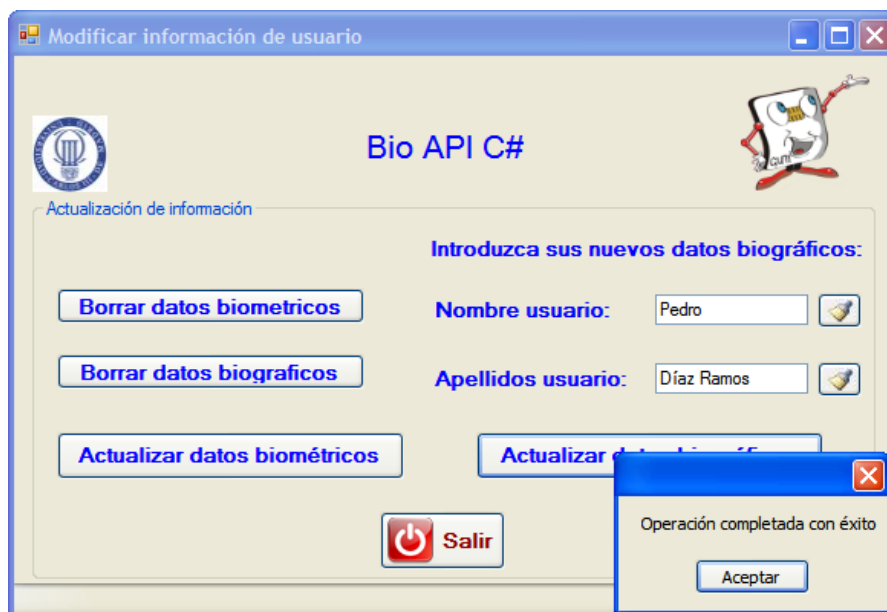 Modificar información de usuario
Bio API C#
Actualización de información
Introduzca sus nuevos datos biográficos:
Borrar datos biometricos
Nombre usuario:
Pedro
Borrar datos biograficos
Apellidos usuario:
Díaz Ramos
Actualizar datos biométricos
Actualizar
Operación completada con éxito
Salir
Aceptar